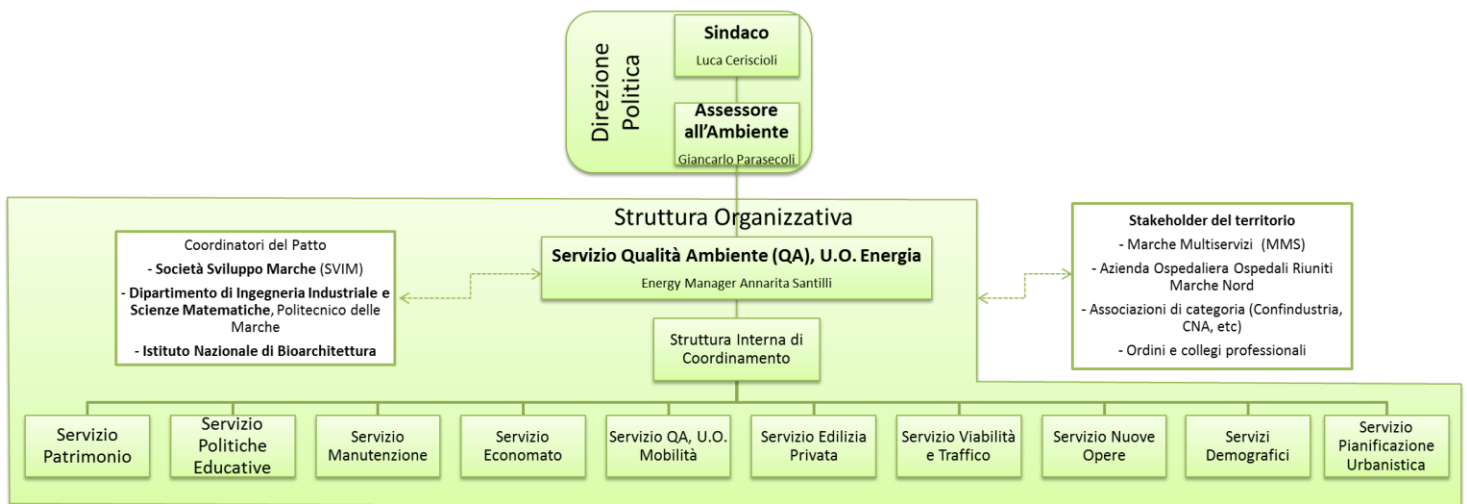 Direzione
Politica
Sindaco
Luca Ceriscioli
Assessore
all'Ambiente
Giancarlo Parasecoli
Struttura Organizzativa
Coordinatori del Patto
- Società Sviluppo Marche (SVIM)
- Dipartimento di Ingegneria Industriale e
Scienze Matematiche, Politecnico delle
Marche
- Istituto Nazionale di Bioarchitettura
Servizio Qualità Ambiente (QA), U.O. Energia
Energy Manager Annarita Santilli
Stakeholder del territorio
- Marche Multiservizi (MMS)
- Azienda Ospedaliera Ospedali Riuniti
Marche Nord
- Associazioni di categoria (Confindustria,
CNA, etc)
- Ordini e collegi professionali
Struttura Interna di
Coordinamento
Servizio
Patrimonio
Servizio
Politiche
Educative
Servizio
Manutenzione
Servizio
Economato
Servizio QA, U.O.
Mobilità
Servizio Edilizia
Privata
Servizio Viabilità
e Traffico
Servizio Nuove
Opere
Servizi
Demografici
Servizio
Pianificazione
Urbanistica